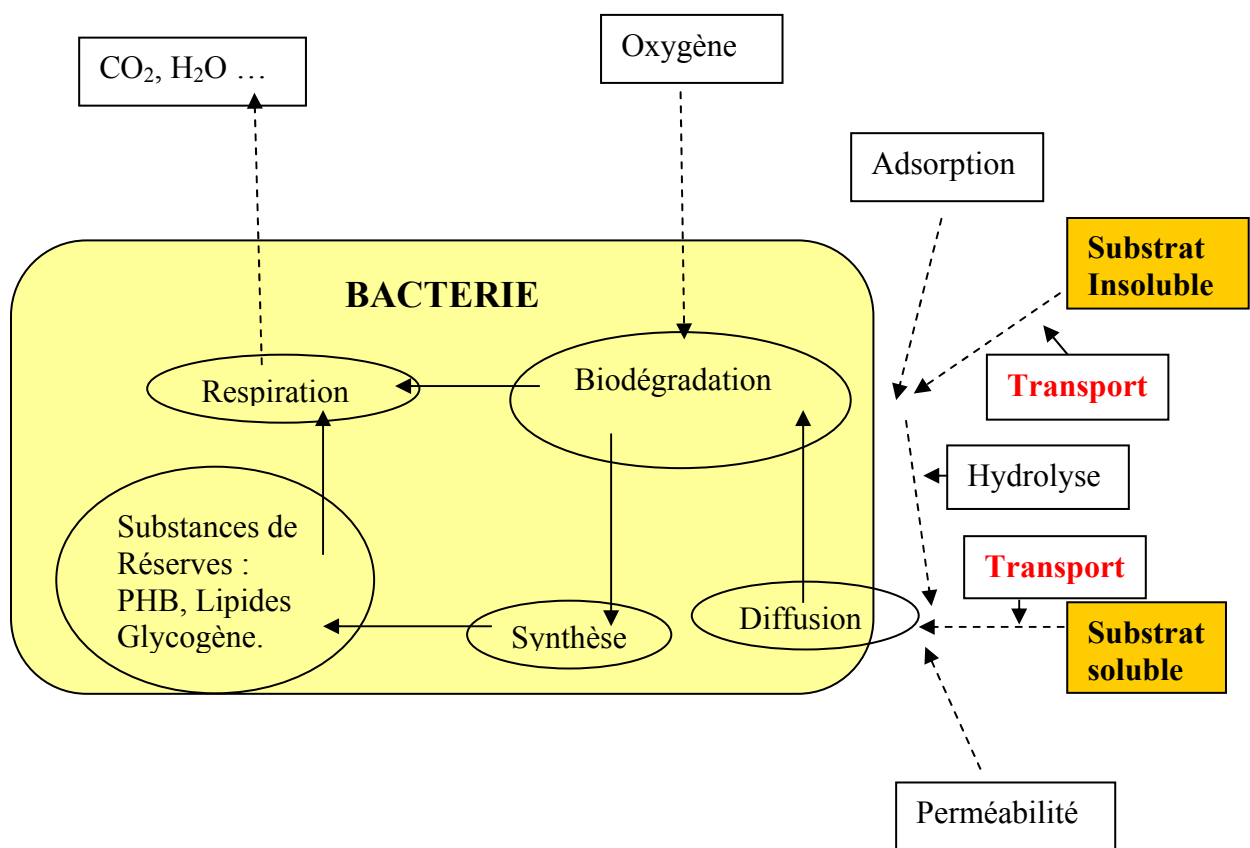 CO₂, H₂O …
Oxygène
Adsorption
Substrat
Insoluble
BACTERIE
Respiration
Biodégradation
Transport
Hydrolyse
Substances de
Réserves :
PHB, Lipides
Glycogène.
Transport
Synthèse
Diffusion
Substrat
soluble
Perméabilité